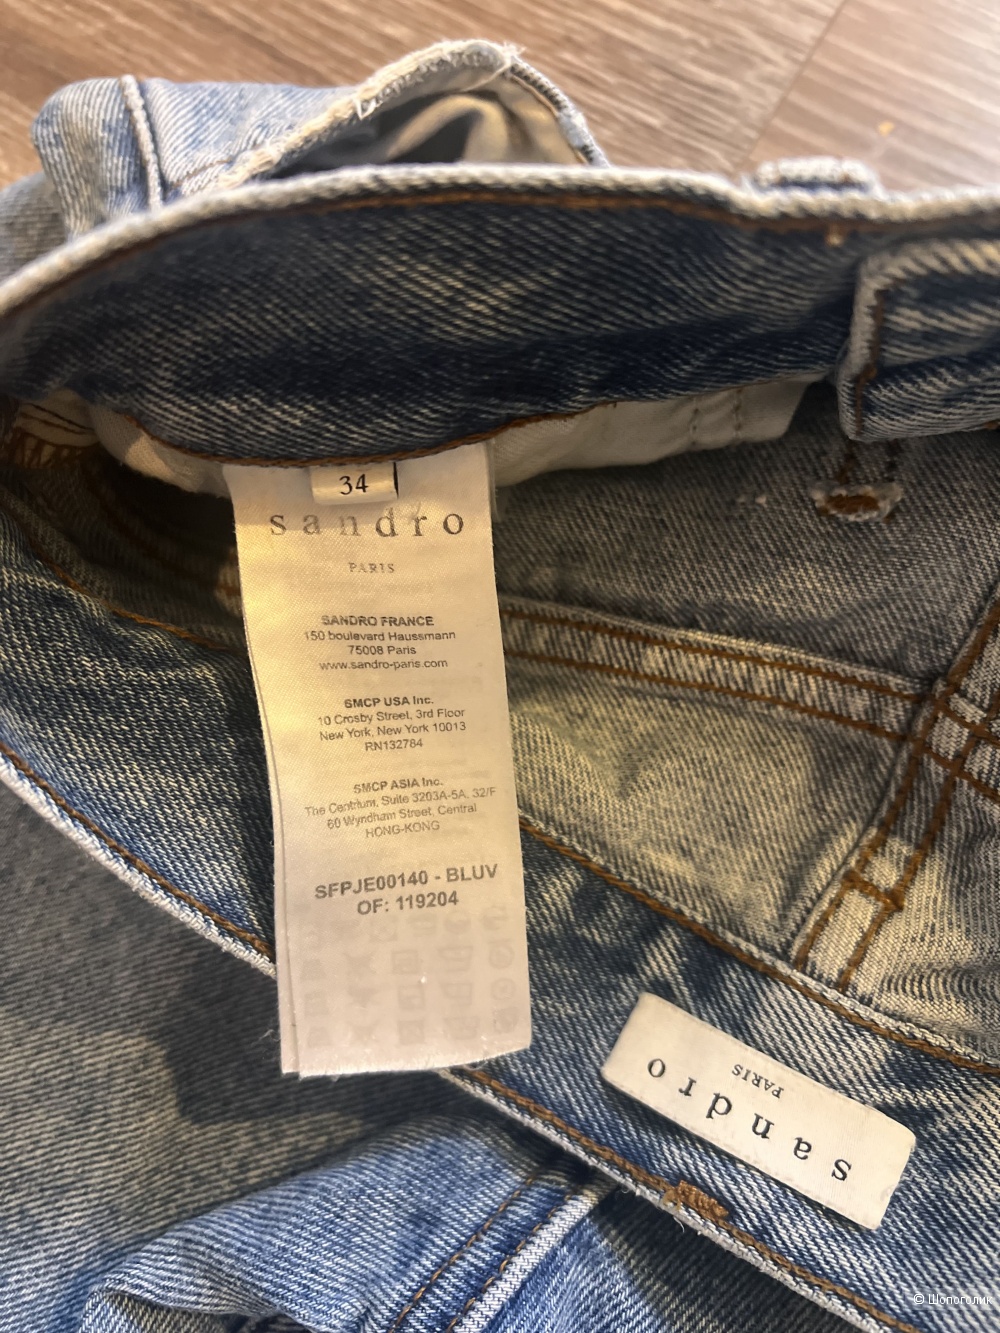 34
sandro
PARIS
SANDRO FRANCE
150 boulevard Haussmann
75008 Paris
www.sandro-paris.com
SMCP USA Inc.
10 Crosby Street, 3rd Floor
New York, New York 10013
RN132784
SMCP ASIA Inc.
The Centrium, Suite 3203A-5A, 32/F
60 Wyndham Street, Central
HONG-KONG
SFPJE00140 - BLUV
OF: 119204
sandro
PARIS
© Шопоголик